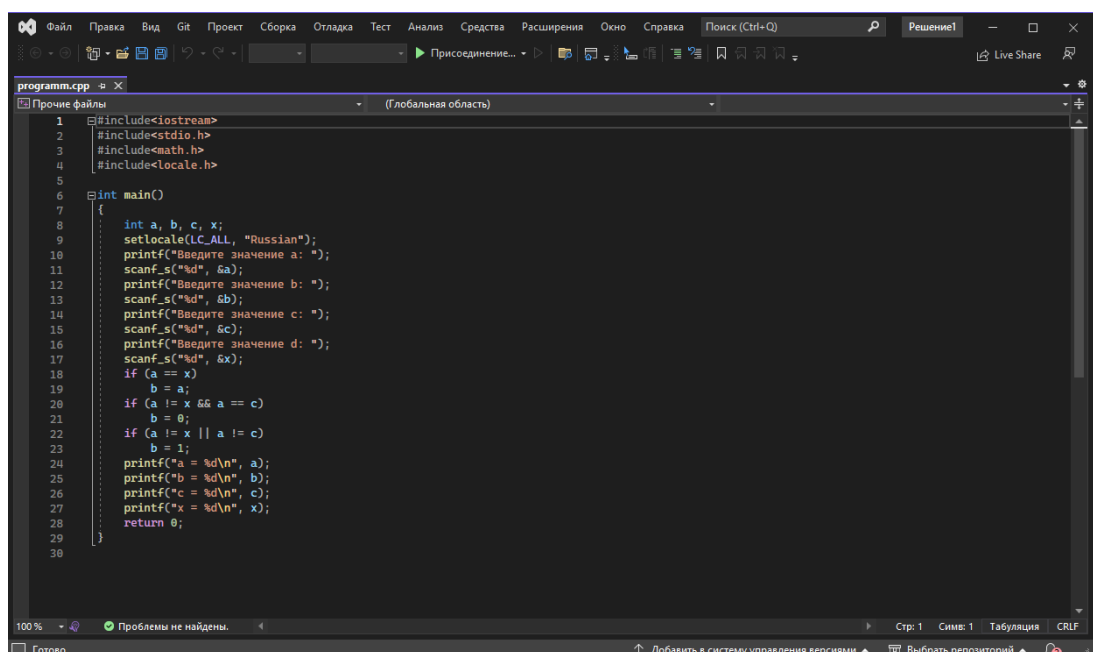 Файл Правка Вид Git Проект Сборка Отладка Тест Анализ Средства Расширения Окно Справка Поиск (Ctrl+Q) Решение1
Присоединение... Live Share
programm.cpp
Прочие файлы (Глобальная область)
1 #include<iostream>
2 #include<stdio.h>
3 #include<math.h>
4 #include<locale.h>
5
6 int main()
7 {
8 int a, b, c, x;
9 setlocale(LC_ALL, "Russian");
10 printf("Введите значение a: ");
11 scanf_s("%d", &a);
12 printf("Введите значение b: ");
13 scanf_s("%d", &b);
14 printf("Введите значение c: ");
15 scanf_s("%d", &c);
16 printf("Введите значение d: ");
17 scanf_s("%d", &x);
18 if (a == x)
19 b = a;
20 if (a != x && a == c)
21 b = 0;
22 if (a != x || a != c)
23 b = 1;
24 printf("a = %d\n", a);
25 printf("b = %d\n", b);
26 printf("c = %d\n", c);
27 printf("x = %d\n", x);
28 return 0;
29 }
30
100 % Проблемы не найдены. Стр: 1 Симв: 1 Табуляция CRLF
Готово Добавить в систему управления версиями Выбрать репозиторий